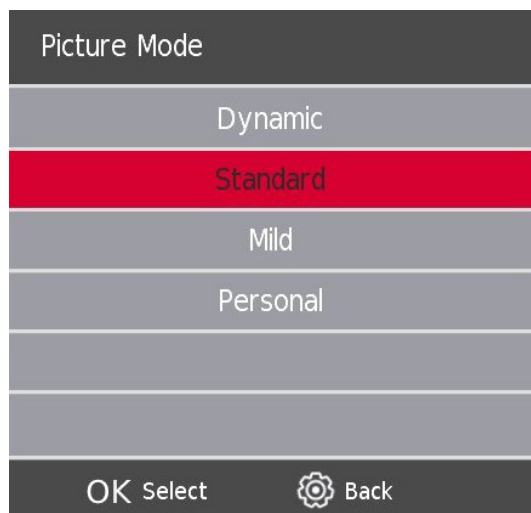 Picture Mode
Dynamic
Standard
Mild
Personal
OK Select Back